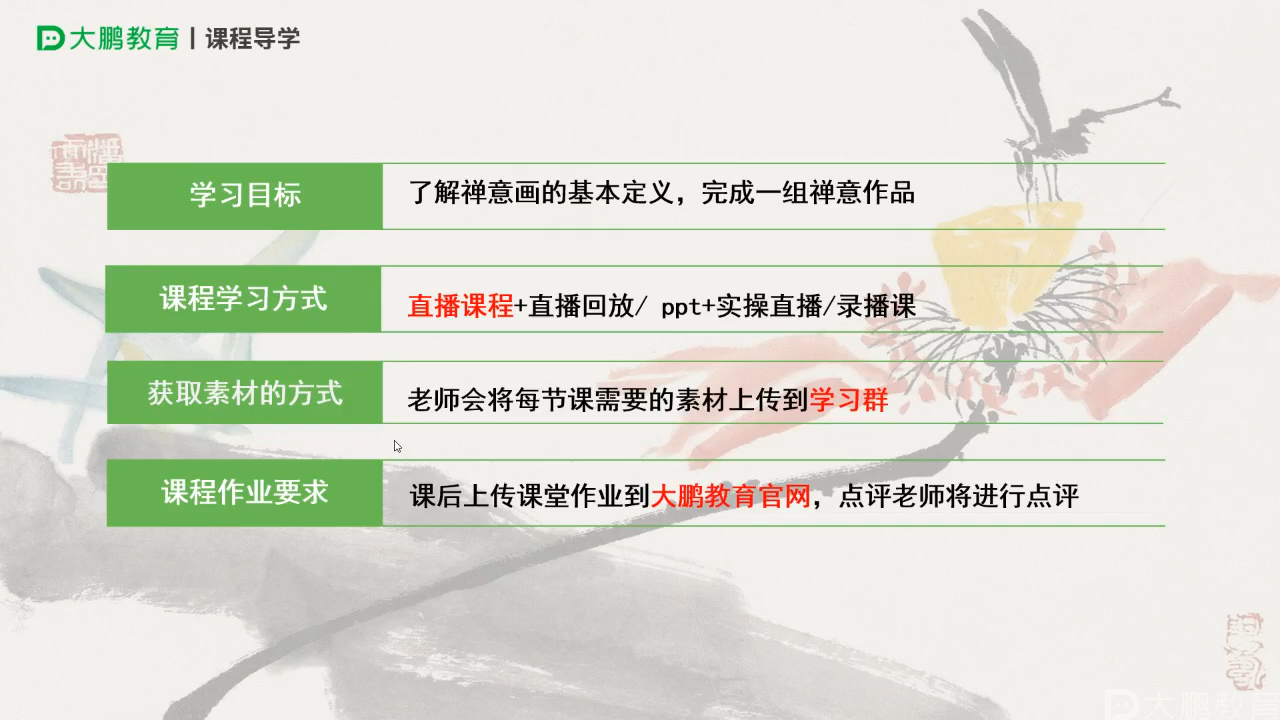 大鹏教育 | 课程导学
学习目标
了解禅意画的基本定义，完成一组禅意作品
课程学习方式
直播课程+直播回放/ ppt+实操直播/录播课
获取素材的方式
老师会将每节课需要的素材上传到学习群
课程作业要求
课后上传课堂作业到大鹏教育官网，点评老师将进行点评
大鹏教育